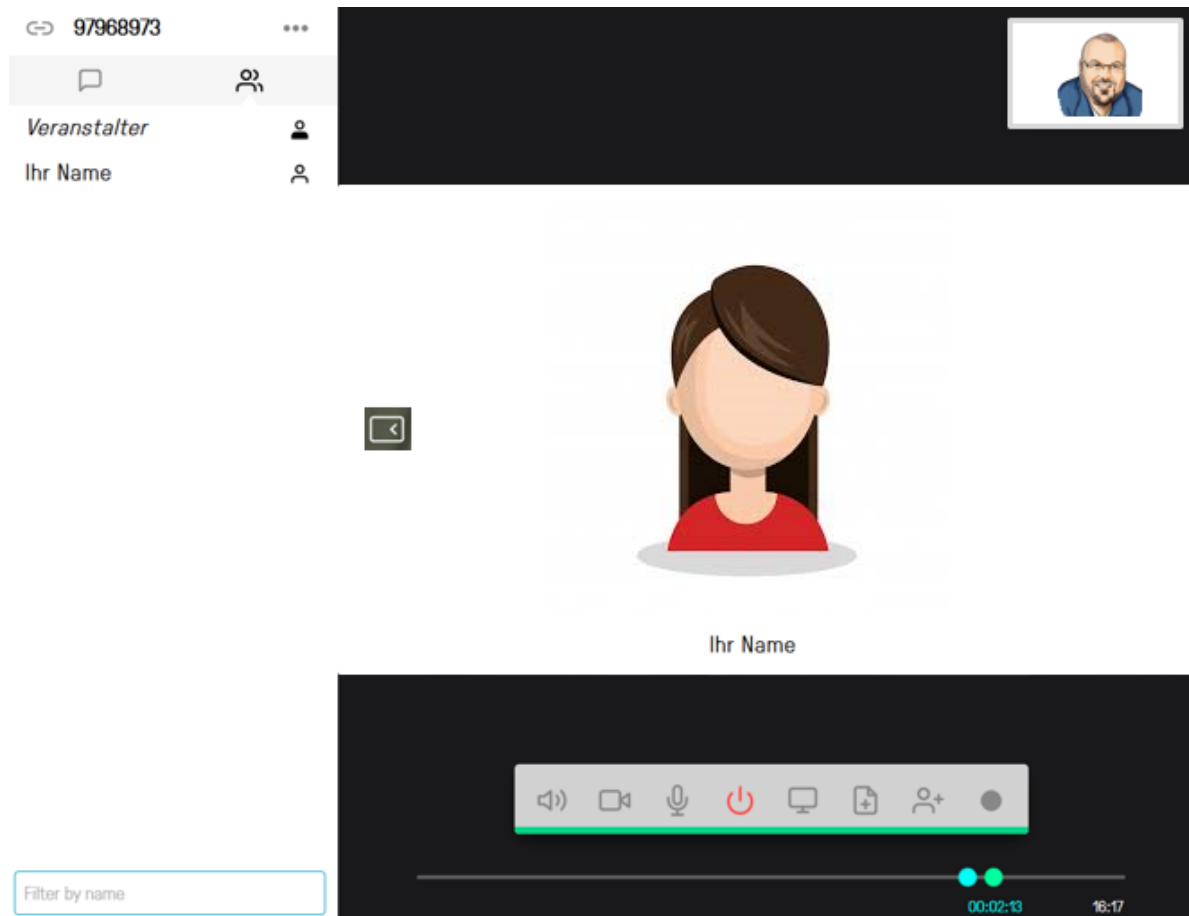 97968973
Veranstalter
Ihr Name
Ihr Name
Filter by name
00:02:13
16:17